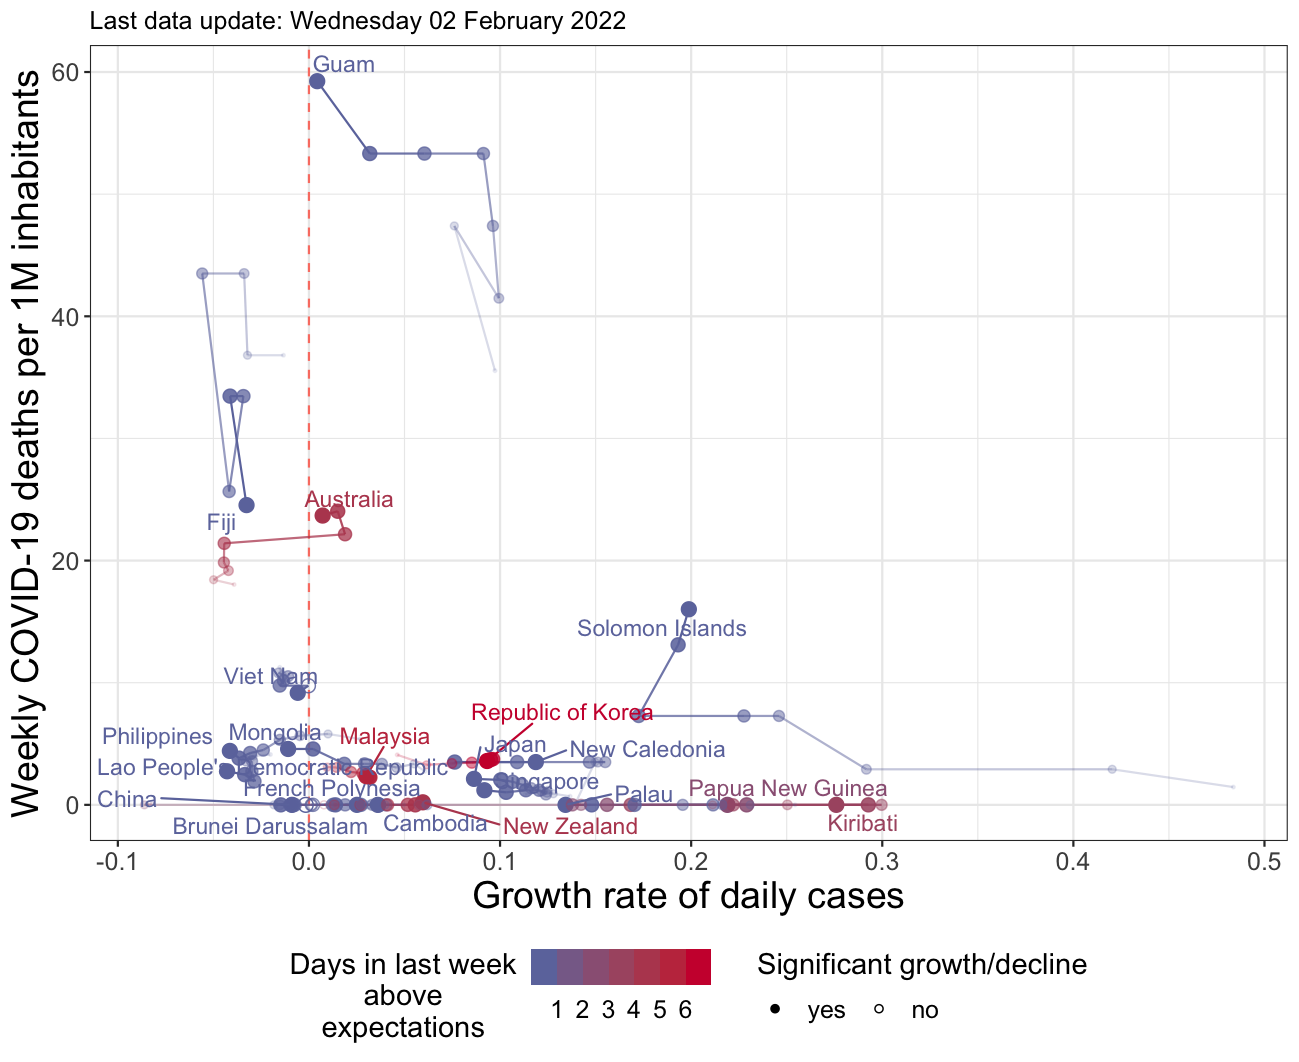 Last data update: Wednesday 02 February 2022
Weekly COVID-19 deaths per 1M inhabitants
60
40
20
0
Guam
Australia
Fiji
Solomon Islands
Viet Nam
Republic of Korea
Philippines
Mongolia
Malaysia
Japan
New Caledonia
Lao People's Democratic Republic
French Polynesia
Singapore
Papua New Guinea
China
Palau
Brunei Darussalam
Cambodia
New Zealand
Kiribati
-0.1
0.0
0.1
0.2
0.3
0.4
0.5
Growth rate of daily cases
Days in last week
above
expectations
1 2 3 4 5 6
Significant growth/decline
yes
no